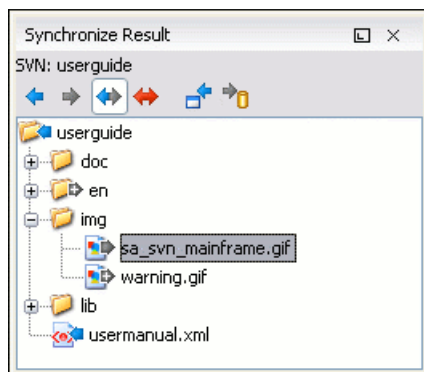 Synchronize Result
SVN: userguide
userguide
doc
en
img
sa_svn_mainframe.gif
warning.gif
lib
usermanual.xml